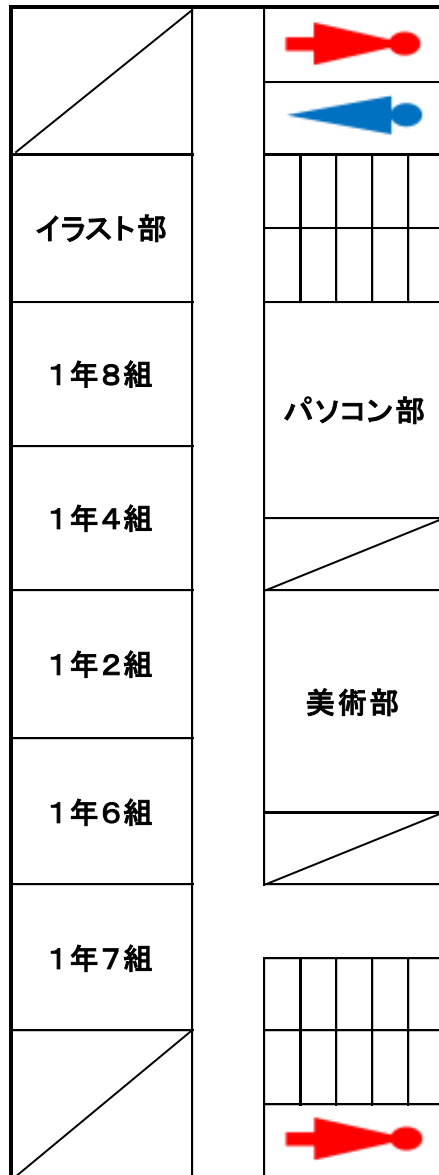 イラスト部
１年８組
パソコン部
１年４組
１年２組
美術部
１年６組
１年７組